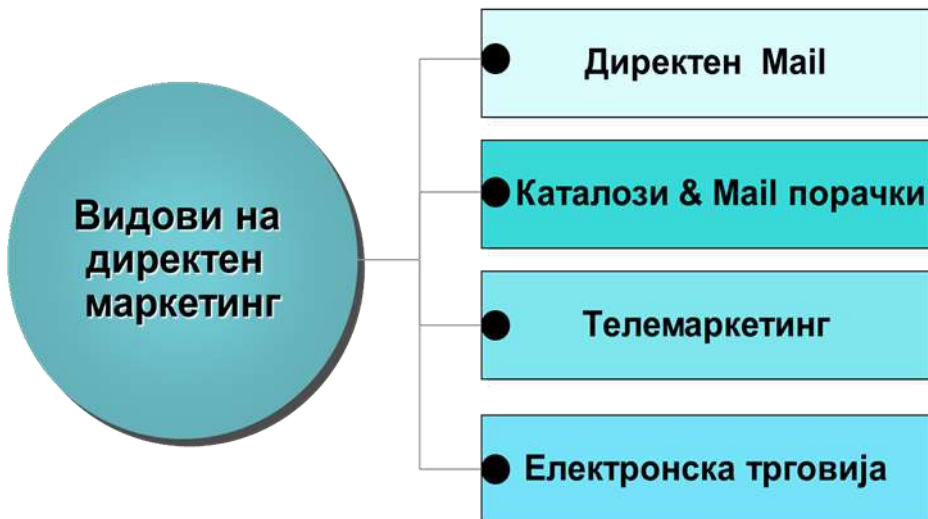 Видови на
директен
маркетинг
Директен Mail
Каталози & Mail порачки
Телемаркетинг
Електронска трговија